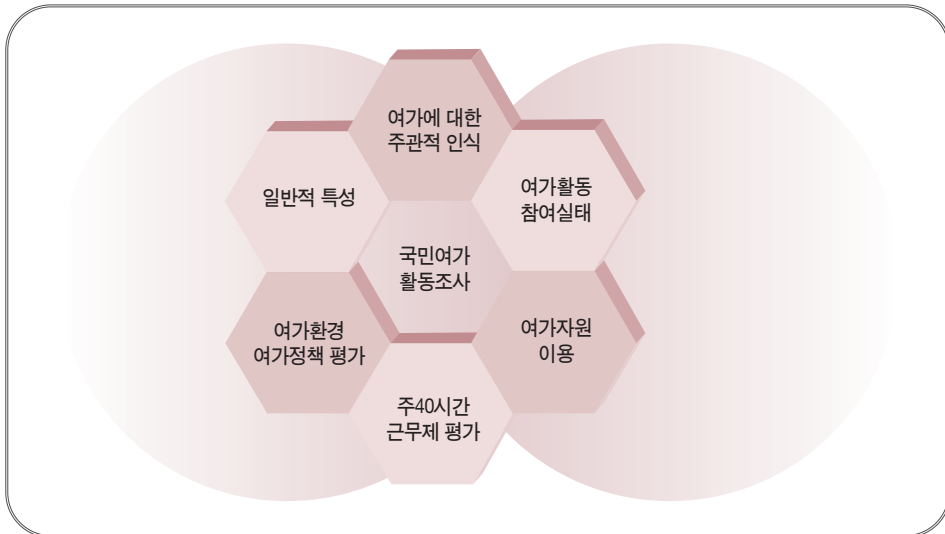 여가에 대한
주관적 인식
일반적 특성
여가활동
참여실태
국민여가
활동조사
여가환경
여가정책 평가
여가자원
이용
주40시간
근무제 평가